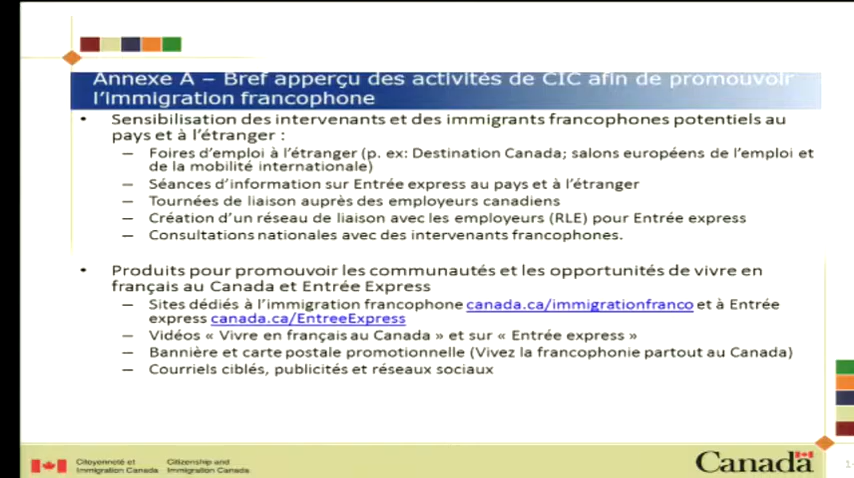 Annexe A – Bref apperçu des activités de CIC afin de promouvoir
l’immigration francophone
• Sensibilisation des intervenants et des immigrants francophones potentiels au
pays et à l’étranger :
– Foires d’emploi à l’étranger (p. ex: Destination Canada; salons européens de l’emploi et
de la mobilité internationale)
– Séances d’information sur Entrée express au pays et à l’étranger
– Tournées de liaison auprès des employeurs canadiens
– Création d’un réseau de liaison avec les employeurs (RLE) pour Entrée express
– Consultations nationales avec des intervenants francophones.
• Produits pour promouvoir les communautés et les opportunités de vivre en
français au Canada et Entrée Express
– Sites dédiés à l’immigration francophone canada.ca/immigrationfranco et à Entrée
express canada.ca/EntreeExpress
– Vidéos « Vivre en français au Canada » et sur « Entrée express »
– Bannière et carte postale promotionnelle (Vivez la francophonie partout au Canada)
– Courriels ciblés, publicités et réseaux sociaux
Citoyenneté et Citizenship and
Immigration Canada Immigration Canada
Canada